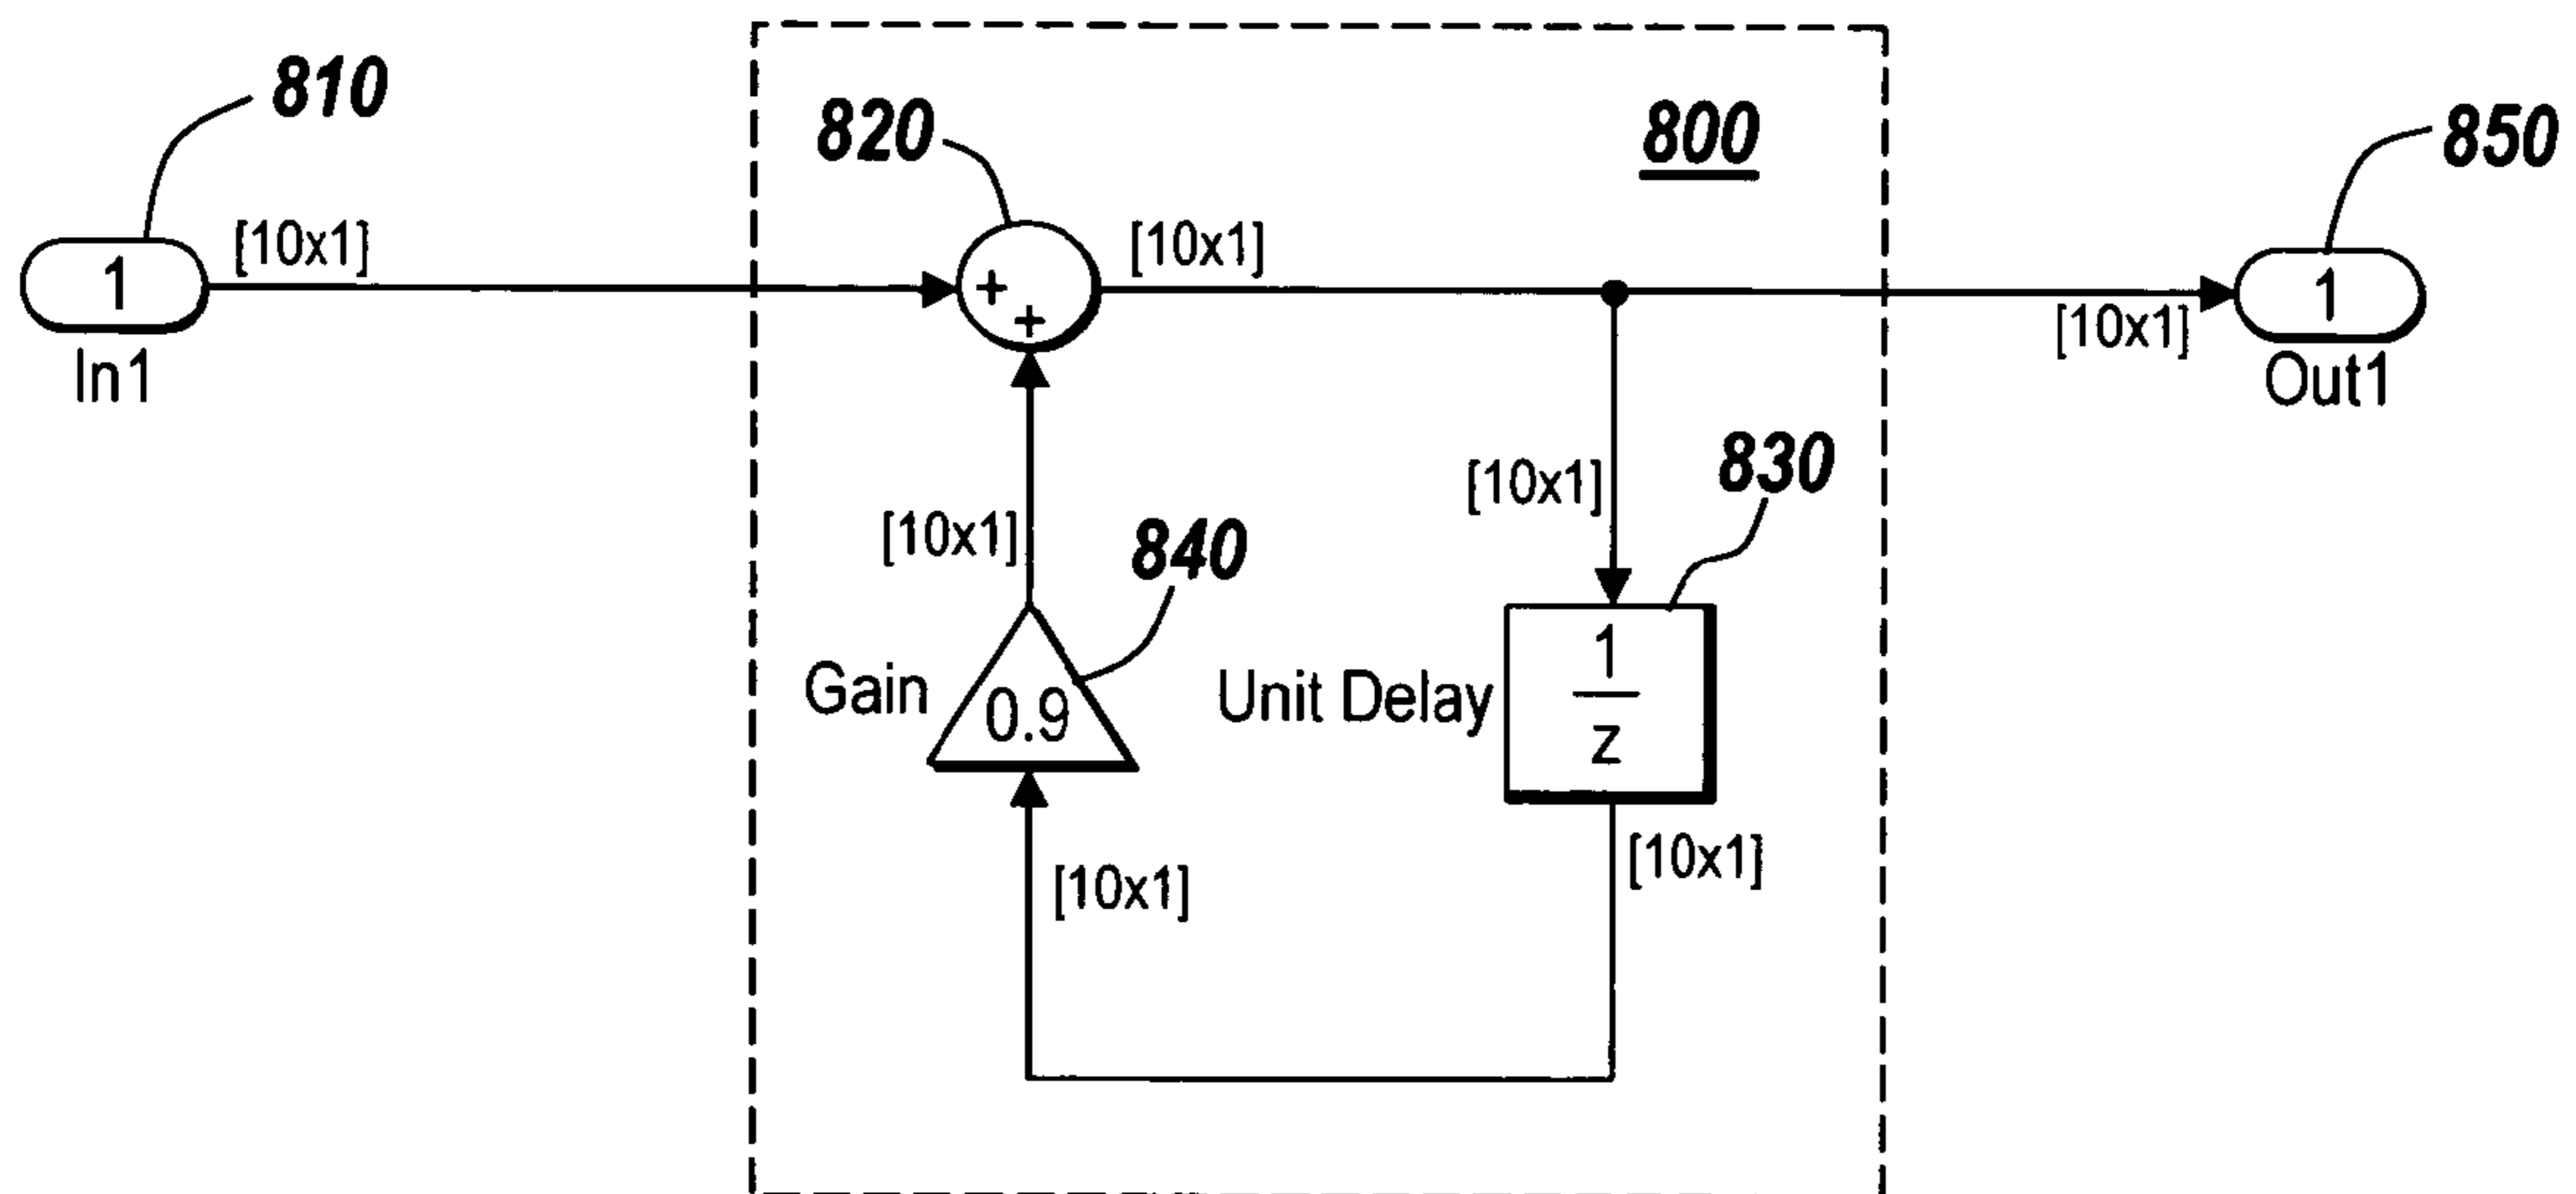 810
820
800
850
[10x1]
[10x1]
1
+
+
1
[10x1]
In1
Out1
[10x1]
830
[10x1]
840
Gain
0.9
Unit Delay
1
z
[10x1]
[10x1]